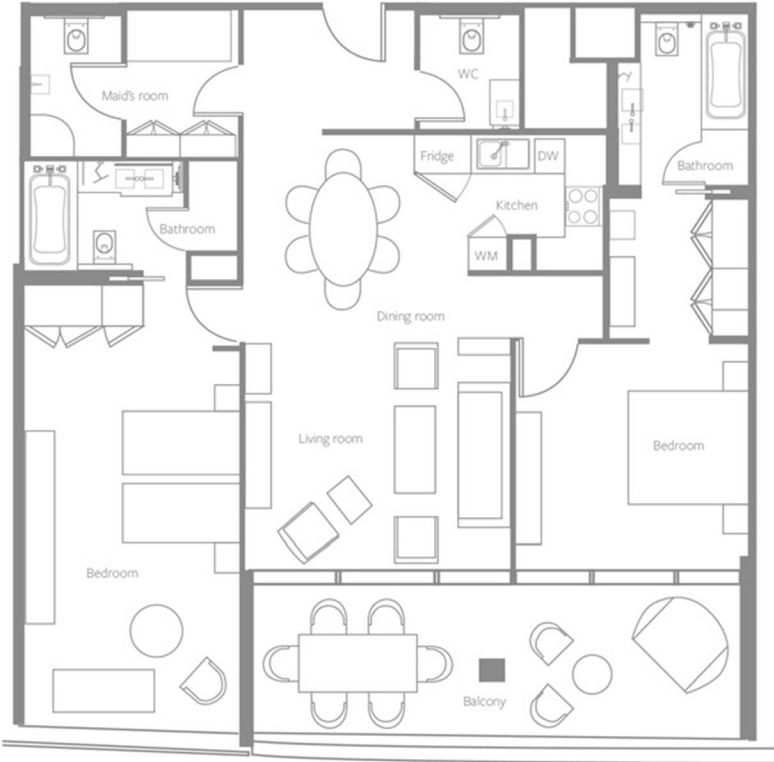 WC
Maid's room
Fridge
DW
Bathroom
Kitchen
Bathroom
WM
Dining room
Living room
Bedroom
Bedroom
Balcony